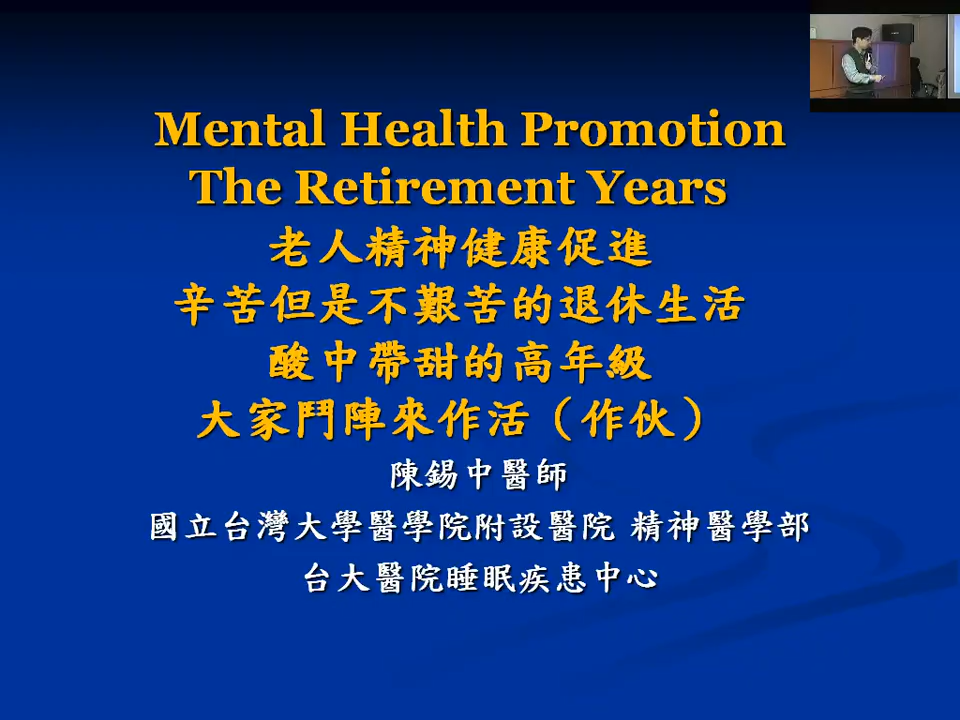 Mental Health Promotion
The Retirement Years
老人精神健康促進
辛苦但是不艱苦的退休生活
酸中帶甜的高年級
大家鬥陣來作活（作伙）
陳錫中醫師
國立台灣大學醫學院附設醫院 精神醫學部
台大醫院睡眠疾患中心